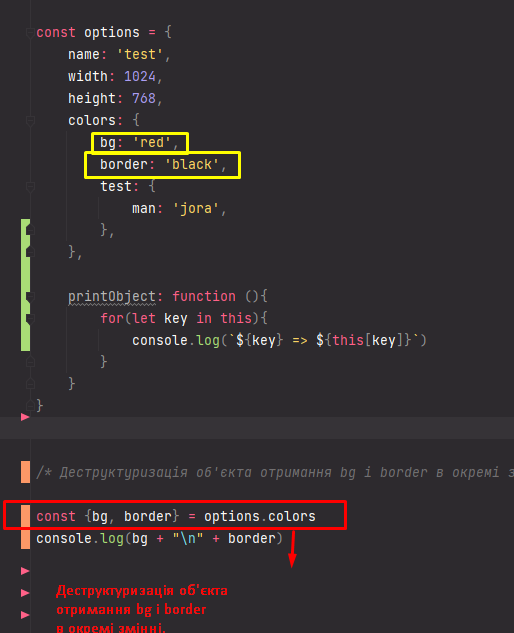 const options = {
name: 'test',
width: 1024,
height: 768,
colors: {
bg: 'red',
border: 'black',
test: {
man: 'jora',
},
},
printObject: function (){
for(let key in this){
console.log(`${key} => ${this[key]}`)
}
}
}
/* Деструктуризація об'єкта отримання bg і border в окремі з
const {bg, border} = options.colors
console.log(bg + "\n" + border)
Деструктуризація об'єкта
отримання bg і border
в окремі змінні.